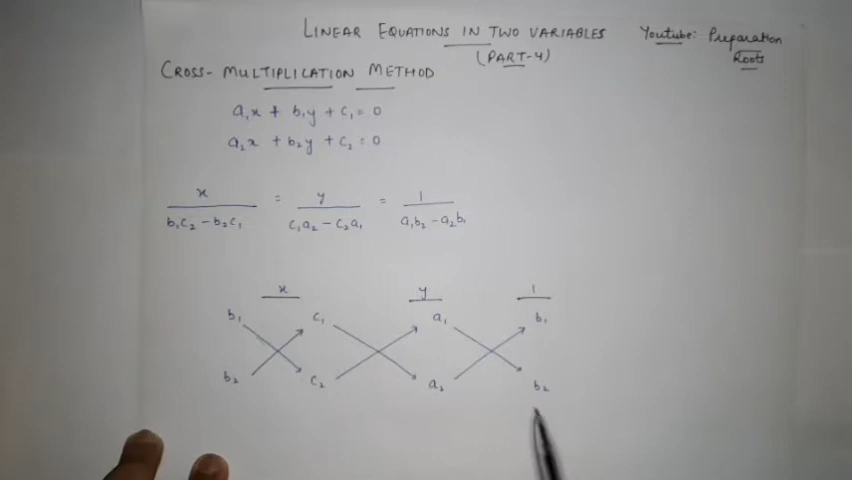 LINEAR EQUATIONS IN TWO VARIABLES
(PART-4)
Youtube: Preparation
Roots
CROSS-MULTIPLICATION METHOD
a₁x + b₁y + c₁ = 0
a₂x + b₂y + c₂ = 0
x / (b₁c₂ - b₂c₁) = y / (c₁a₂ - c₂a₁) = 1 / (a₁b₂ - a₂b₁)
x y 1
b₁ c₁ a₁ b₁
b₂ c₂ a₂ b₂